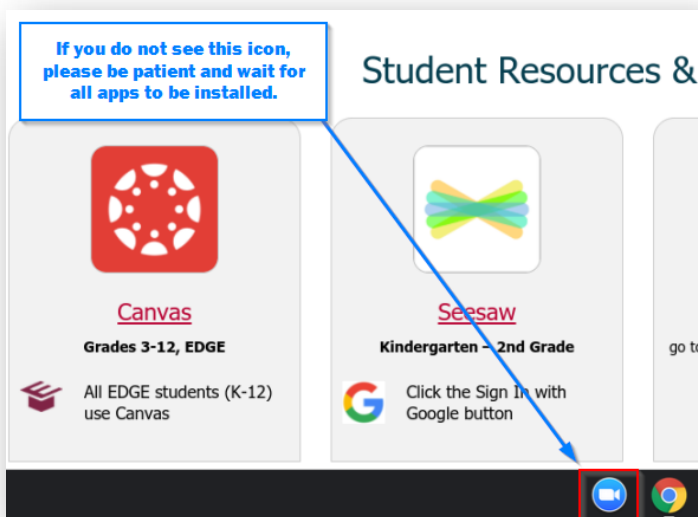 If you do not see this icon,
please be patient and wait for
all apps to be installed.
Student Resources &
Canvas
Grades 3-12, EDGE
All EDGE students (K-12)
use Canvas
Seesaw
Kindergarten – 2nd Grade
Click the Sign In with
Google button
go to